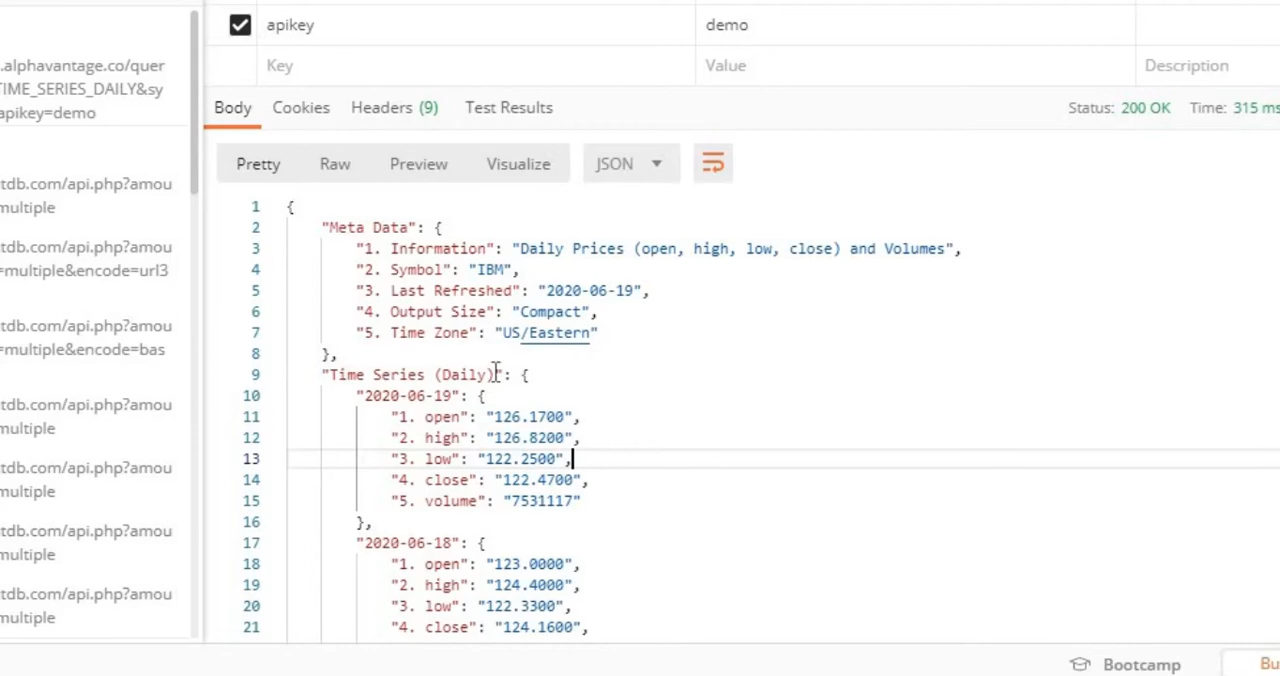 apikey demo
Key Value Description
.alphavantage.co/quer
TIME_SERIES_DAILY&sy
apikey=demo
tdb.com/api.php?amou
multiple
tdb.com/api.php?amou
=multiple&encode=url3
tdb.com/api.php?amou
=multiple&encode=bas
tdb.com/api.php?amou
multiple
tdb.com/api.php?amou
multiple
tdb.com/api.php?amou
multiple
tdb.com/api.php?amou
multiple
Body Cookies Headers (9) Test Results Status: 200 OK Time: 315 ms
Pretty Raw Preview Visualize JSON
1 {
2 "Meta Data": {
3 "1. Information": "Daily Prices (open, high, low, close) and Volumes",
4 "2. Symbol": "IBM",
5 "3. Last Refreshed": "2020-06-19",
6 "4. Output Size": "Compact",
7 "5. Time Zone": "US/Eastern"
8 },
9 "Time Series (Daily)": {
10 "2020-06-19": {
11 "1. open": "126.1700",
12 "2. high": "126.8200",
13 "3. low": "122.2500",
14 "4. close": "122.4700",
15 "5. volume": "7531117"
16 },
17 "2020-06-18": {
18 "1. open": "123.0000",
19 "2. high": "124.4000",
20 "3. low": "122.3300",
21 "4. close": "124.1600",
Bootcamp Bu